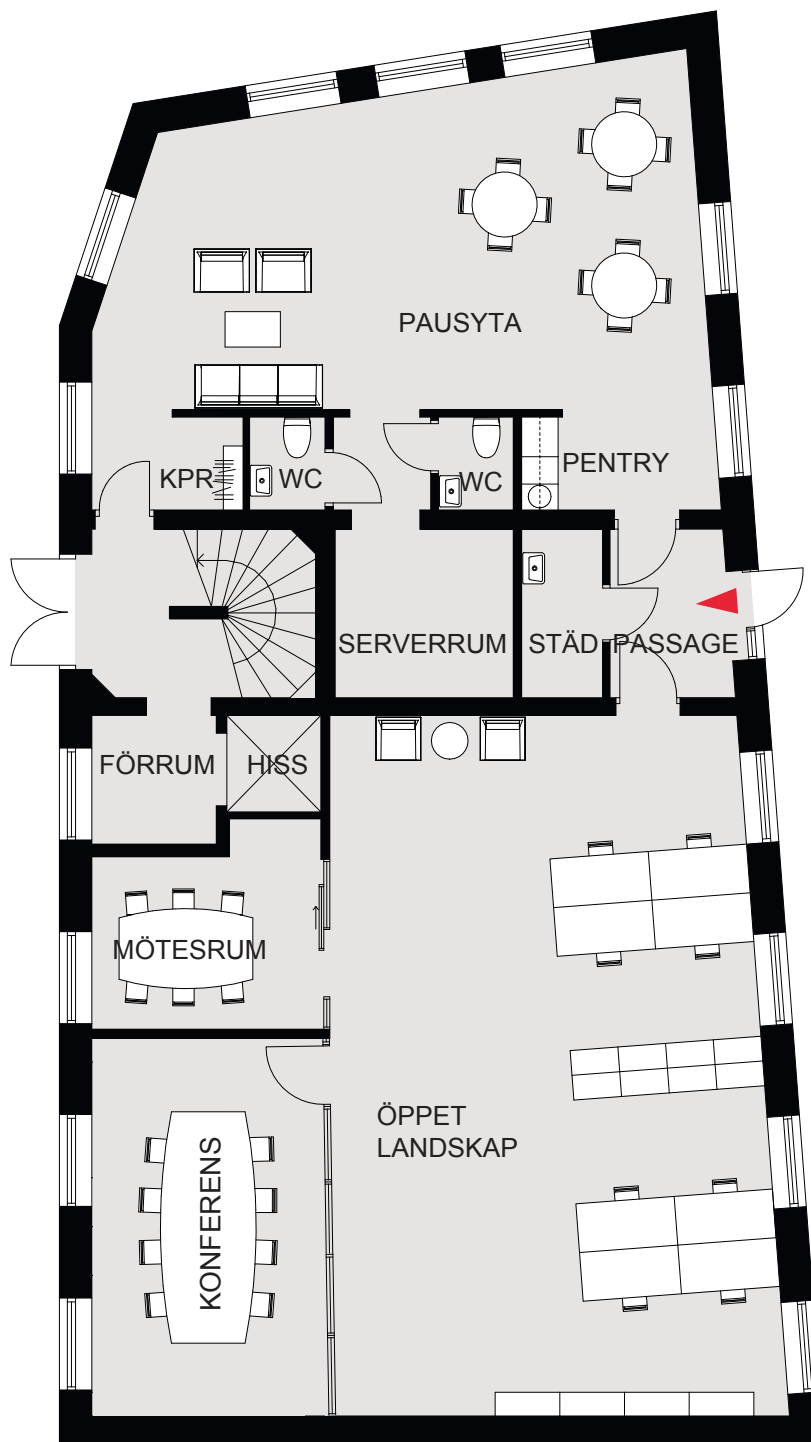 PAUSYTA
KPR
WC
WC
PENTRY
SERVERRUM
STÄD
PASSAGE
FÖRRUM
HISS
MÖTESRUM
ÖPPET
LANDSKAP
KONFERENS